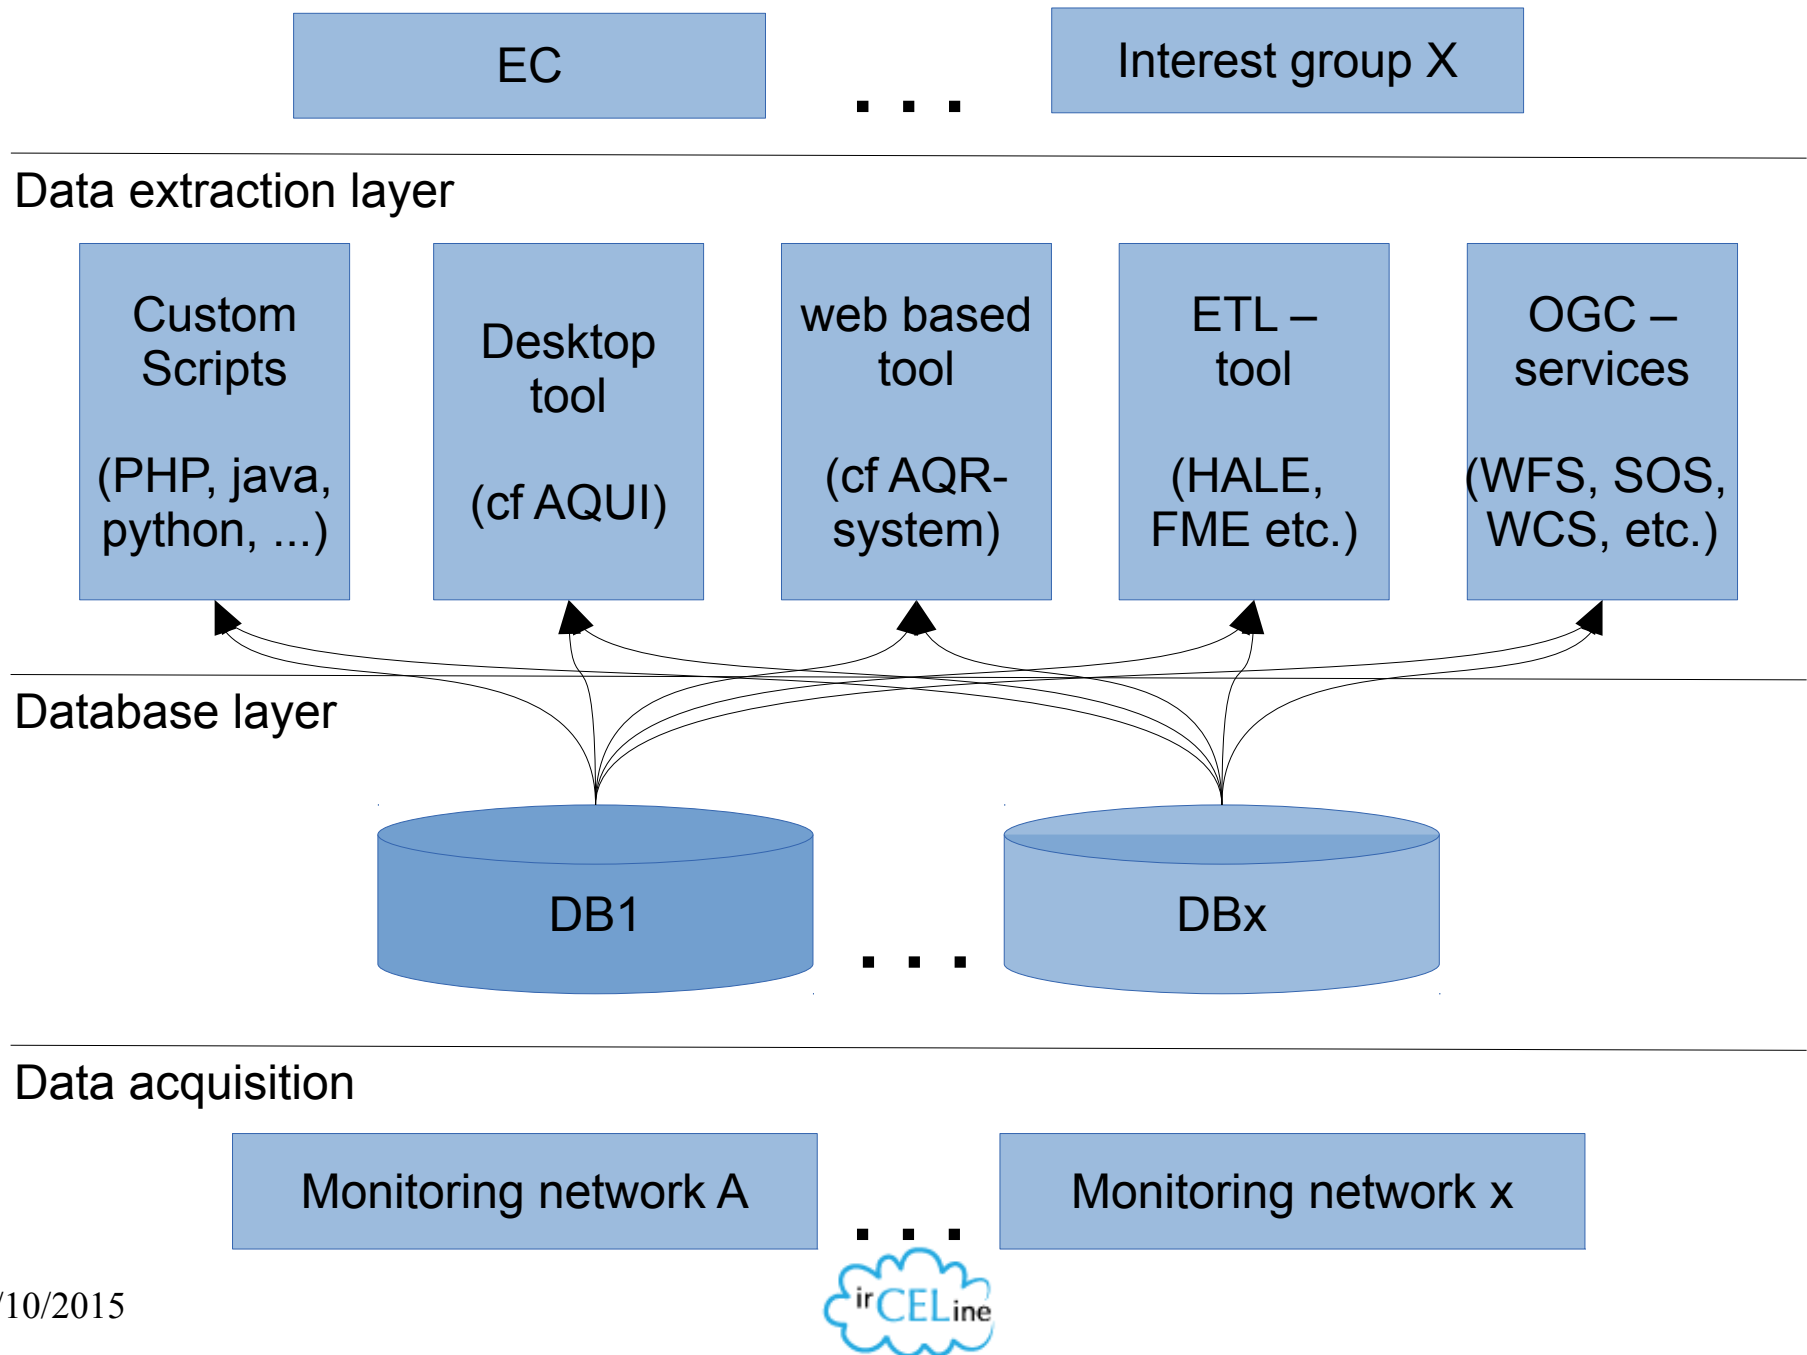 EC
Interest group X
. . .
Data extraction layer
Custom
Scripts
(PHP, java,
python, ...)
Desktop
tool
(cf AQUI)
web based
tool
(cf AQR-
system)
ETL –
tool
(HALE,
FME etc.)
OGC –
services
(WFS, SOS,
WCS, etc.)
Database layer
DB1
. . .
DBx
Data acquisition
Monitoring network A
. . .
Monitoring network x
/10/2015
irCELine